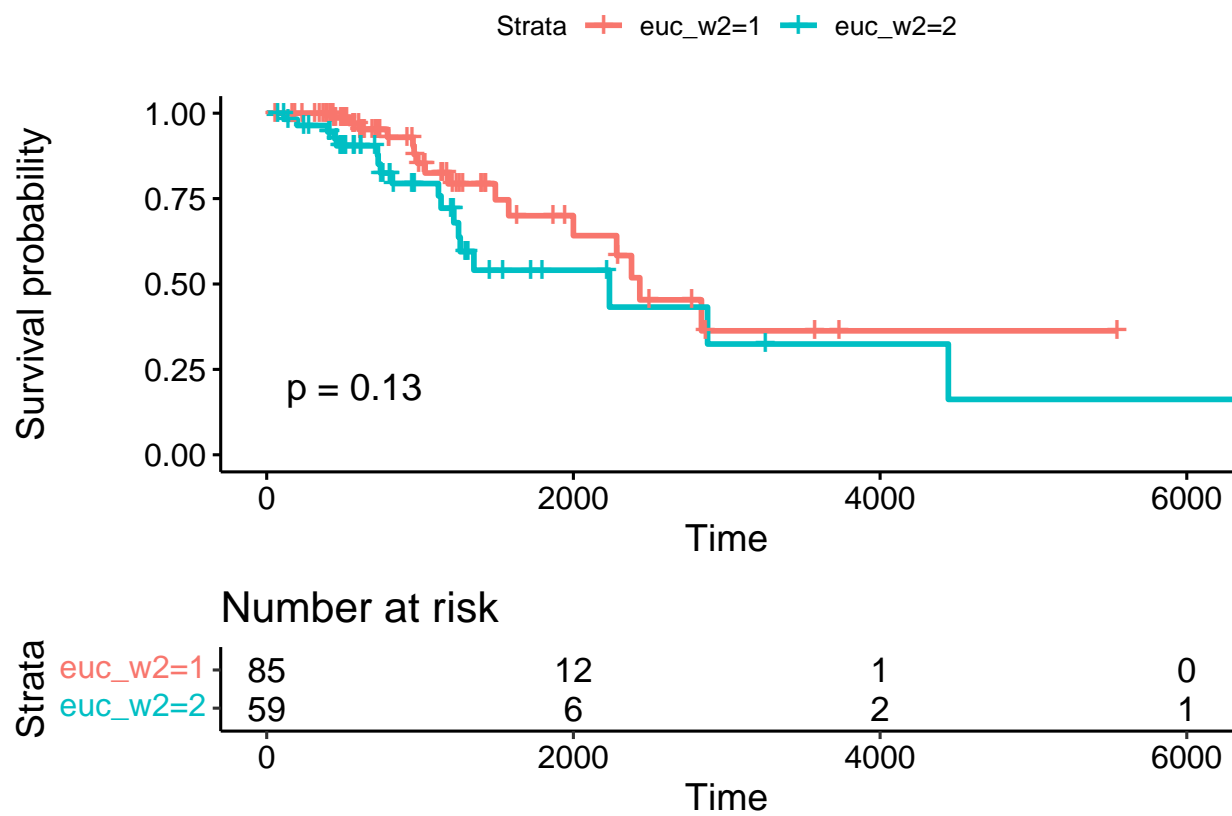 Strata euc_w2=1 euc_w2=2
Survival probability
1.00
0.75
0.50
0.25
0.00
p = 0.13
0 2000 4000 6000
Time
Number at risk
Strata
euc_w2=1 85 12 1 0
euc_w2=2 59 6 2 1
0 2000 4000 6000
Time